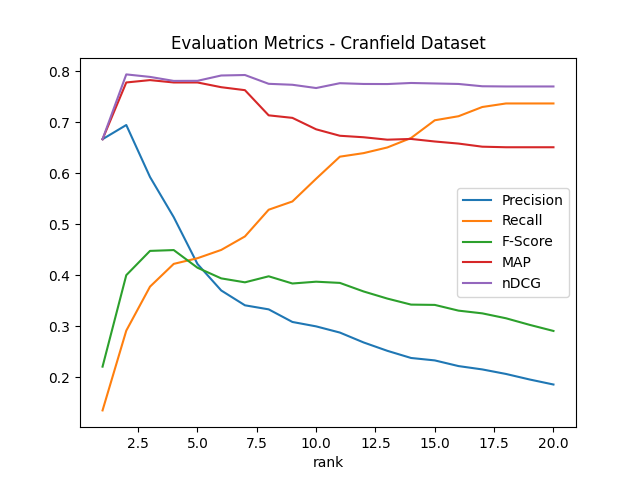 Evaluation Metrics - Cranfield Dataset
0.8
0.7
0.6
0.5
0.4
0.3
0.2
Precision
Recall
F-Score
MAP
nDCG
2.5 5.0 7.5 10.0 12.5 15.0 17.5 20.0
rank